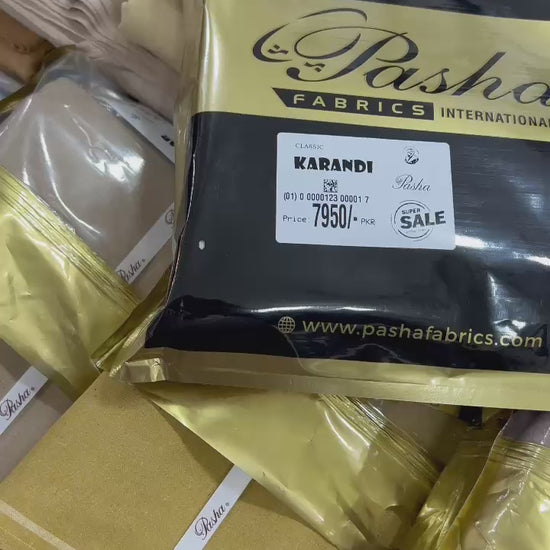 Pasha
FABRICS INTERNATIONAL
CLASSIC
KARANDI
Pasha
(01) 0 0000123 00001 7
Price 7950/- PKR
SUPER
SALE
www.pashafabrics.com
Pasha
Pasha
Pasha